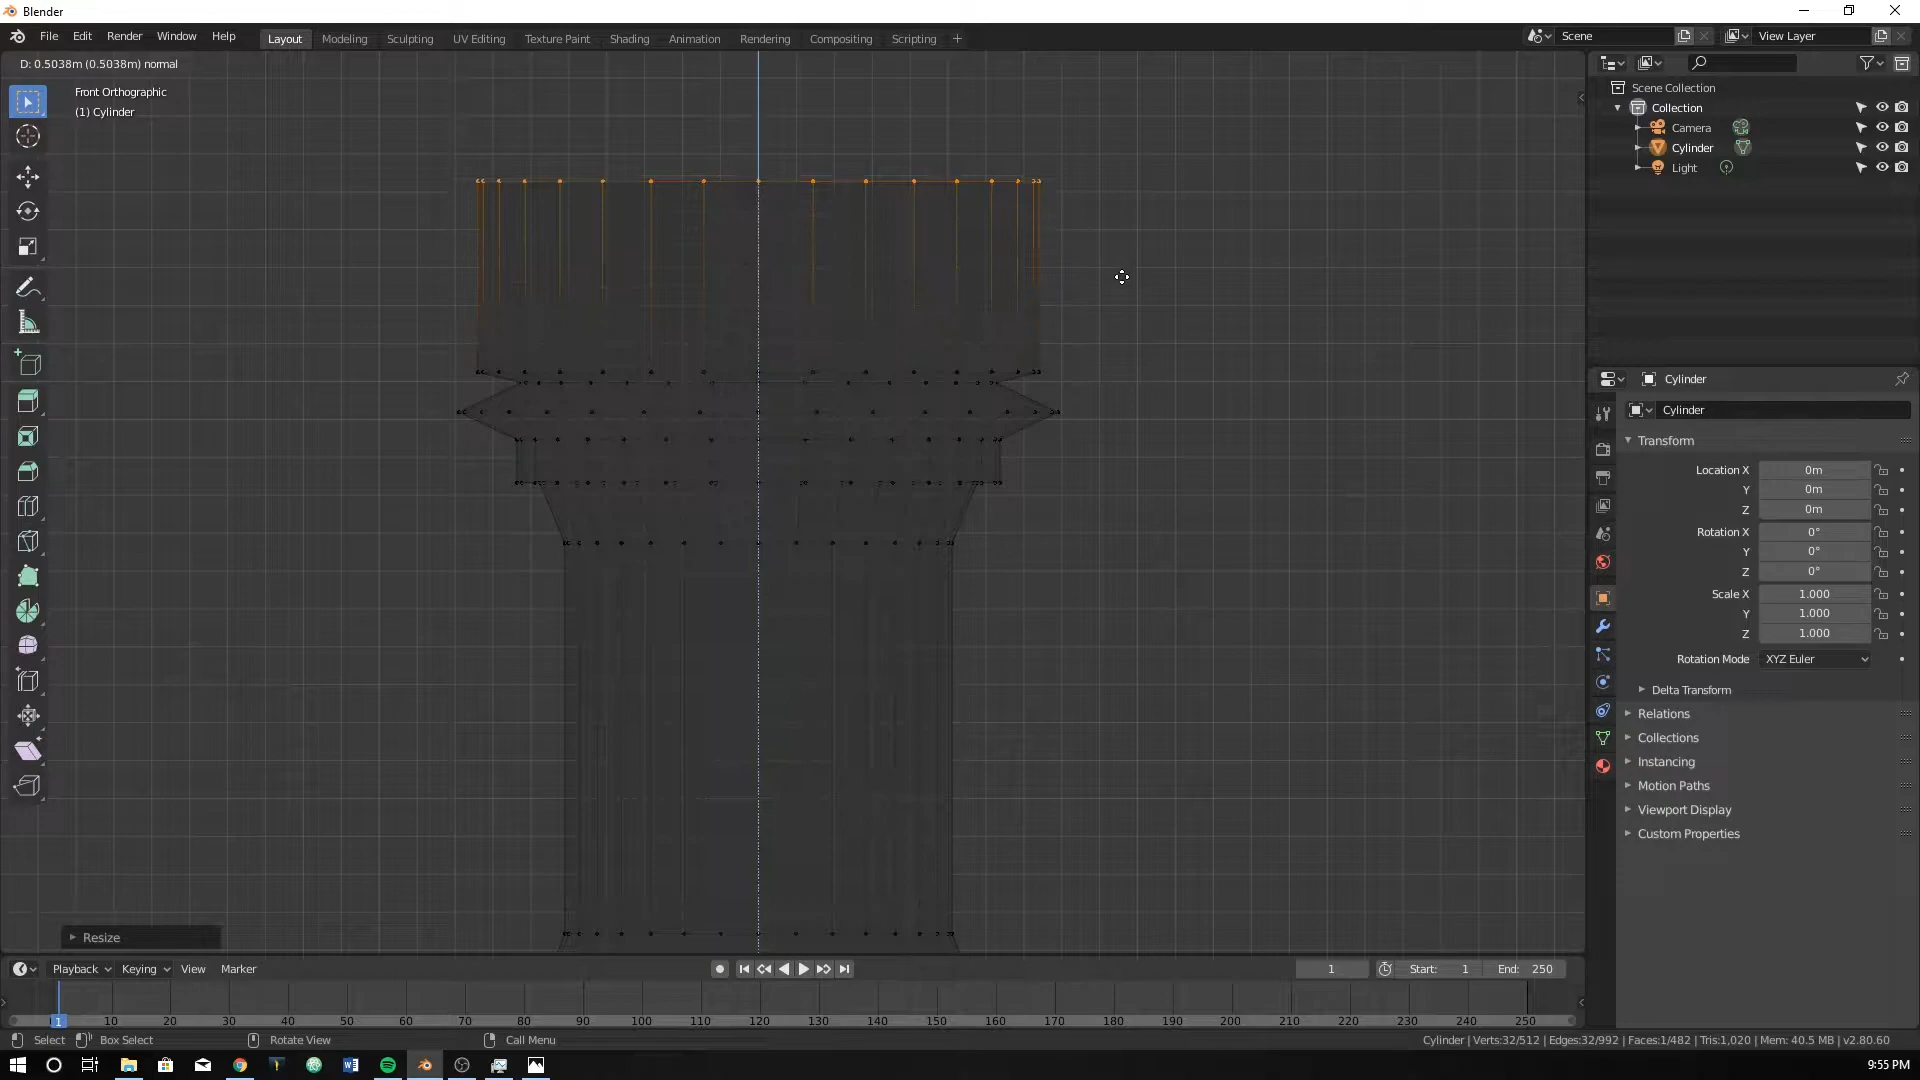 Blender
File Edit Render Window Help Layout Modeling Sculpting UV Editing Texture Paint Shading Animation Rendering Compositing Scripting + Scene View Layer
D: 0.5038m (0.5038m) normal
Front Orthographic
(1) Cylinder
Scene Collection
Collection
Camera
Cylinder
Light
Cylinder
Cylinder
Transform
Location X 0m
Y 0m
Z 0m
Rotation X 0°
Y 0°
Z 0°
Scale X 1.000
Y 1.000
Z 1.000
Rotation Mode XYZ Euler
Delta Transform
Relations
Collections
Instancing
Motion Paths
Viewport Display
Custom Properties
Resize
Playback Keying View Marker 1 Start: 1 End: 250
1 10 20 30 40 50 60 70 80 90 100 110 120 130 140 150 160 170 180 190 200 210 220 230 240 250
Select Box Select Rotate View Call Menu Cylinder | Verts:32/512 | Edges:32/992 | Faces:1/482 | Tris:1,020 | Mem: 40.5 MB | v2.80.60
9:55 PM